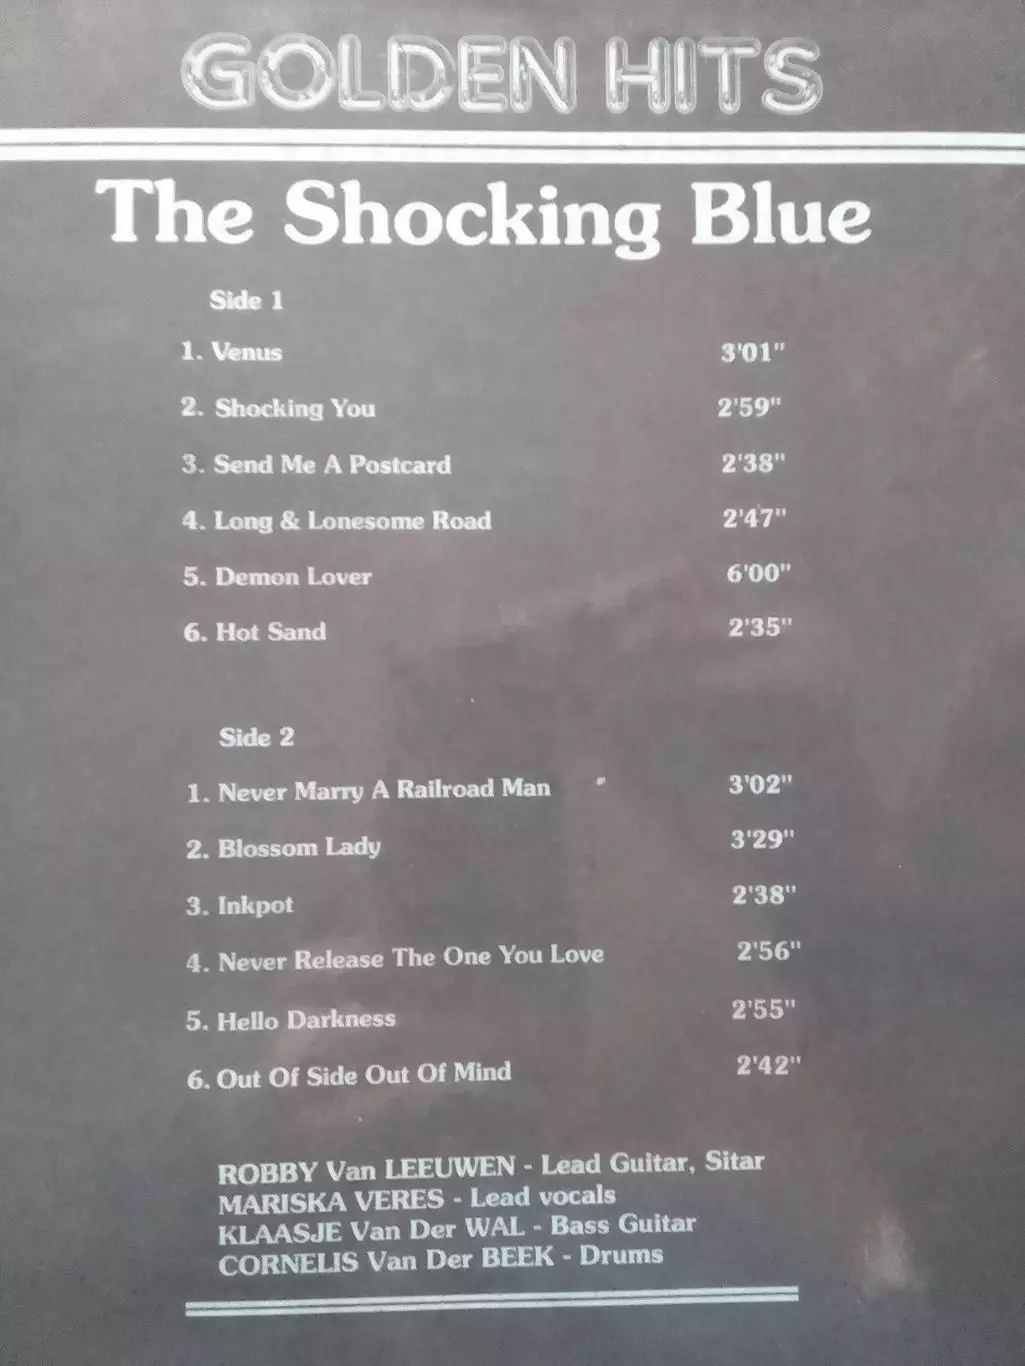 GOLDEN HITS
The Shocking Blue
Side 1
1. Venus 3'01"
2. Shocking You 2'59"
3. Send Me A Postcard 2'38"
4. Long & Lonesome Road 2'47"
5. Demon Lover 6'00"
6. Hot Sand 2'35"
Side 2
1. Never Marry A Railroad Man 3'02"
2. Blossom Lady 3'29"
3. Inkpot 2'38"
4. Never Release The One You Love 2'56"
5. Hello Darkness 2'55"
6. Out Of Side Out Of Mind 2'42"
ROBBY Van LEEUWEN - Lead Guitar, Sitar
MARISKA VERES - Lead vocals
KLAASJE Van Der WAL - Bass Guitar
CORNELIS Van Der BEEK - Drums